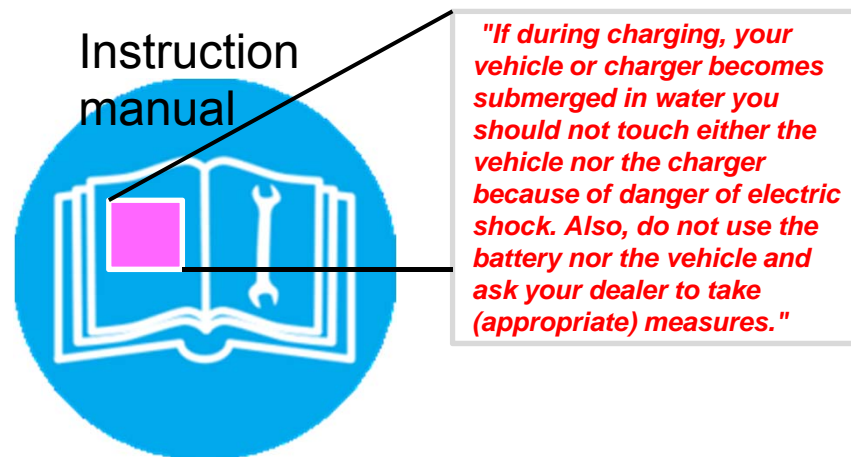 Instruction
manual
"If during charging, your
vehicle or charger becomes
submerged in water you
should not touch either the
vehicle nor the charger
because of danger of electric
shock. Also, do not use the
battery nor the vehicle and
ask your dealer to take
(appropriate) measures."